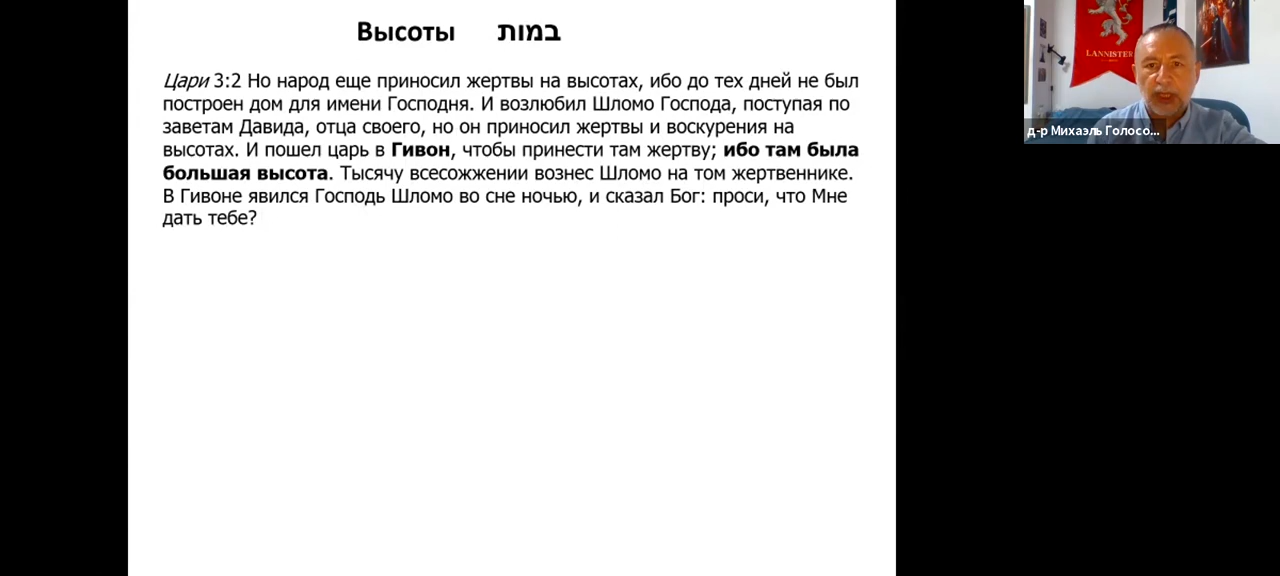 Высоты במות
Цари 3:2 Но народ еще приносил жертвы на высотах, ибо до тех дней не был
построен дом для имени Господня. И возлюбил Шломо Господа, поступая по
заветам Давида, отца своего, но он приносил жертвы и воскурения на
высотах. И пошел царь в Гивон, чтобы принести там жертву; ибо там была
большая высота. Тысячу всесожжении вознес Шломо на том жертвеннике.
В Гивоне явился Господь Шломо во сне ночью, и сказал Бог: проси, что Мне
дать тебе?
LANNISTER
д-р Михаэль Голосо...